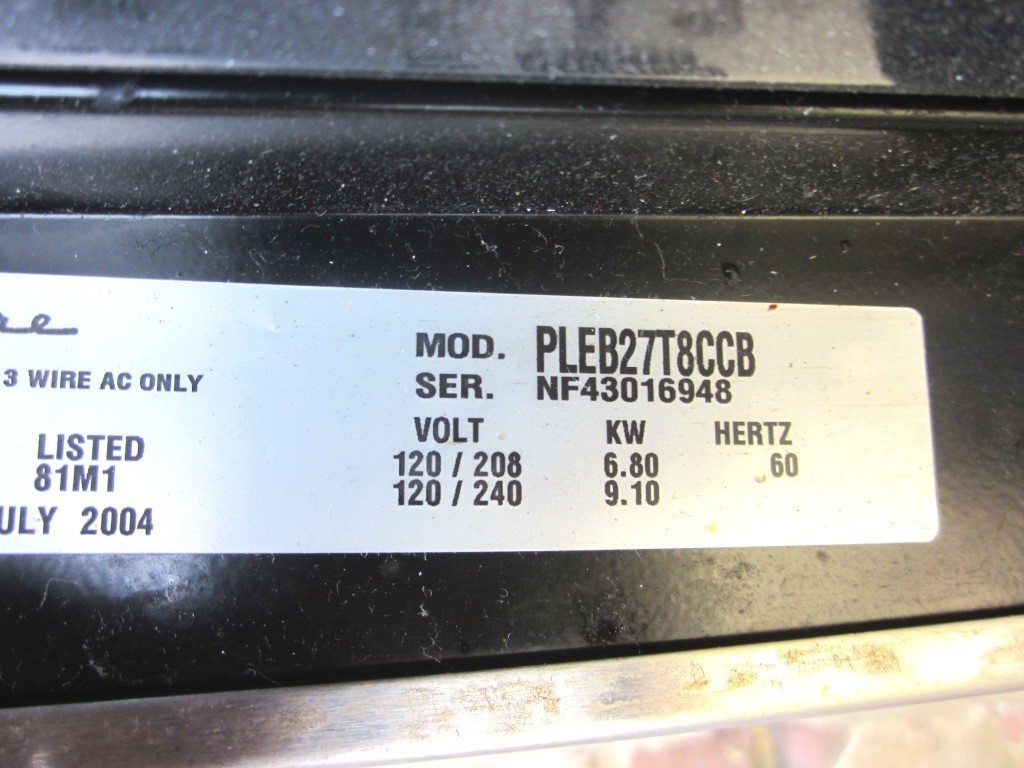 MOD. PLEB27T8CCB
SER. NF43016948
3 WIRE AC ONLY
LISTED
81M1
ULY 2004
VOLT KW HERTZ
120 / 208 6.80 60
120 / 240 9.10